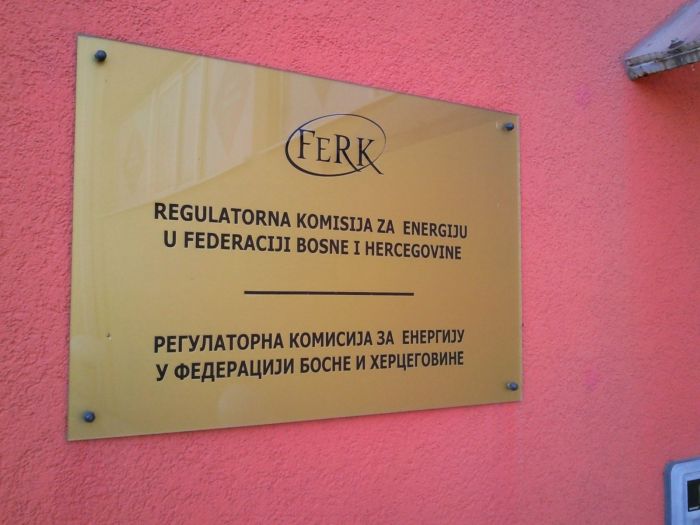 FERK
REGULATORNA KOMISIJA ZA ENERGIJU
U FEDERACIJI BOSNE I HERCEGOVINE
РЕГУЛАТОРНА КОМИСИЈА ЗА ЕНЕРГИЈУ
У ФЕДЕРАЦИЈИ БОСНЕ И ХЕРЦЕГОВИНЕ